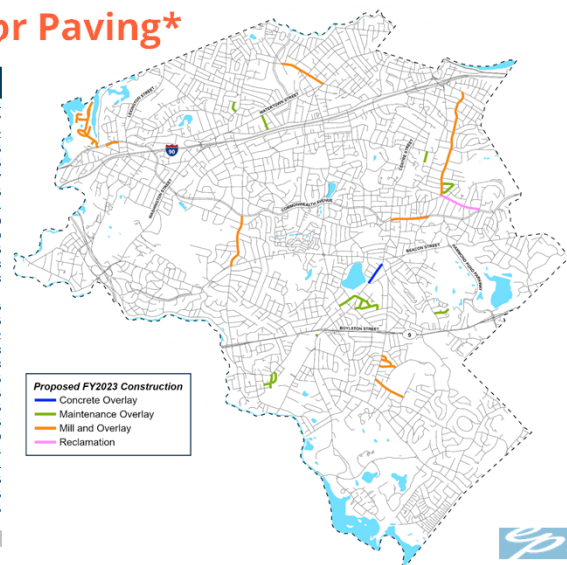 or Paving*
LEXINGTON STREET
WATERTOWN STREET
90
CENTRE STREET
WASHINGTON STREET
COMMONWEALTH AVENUE
BEACON STREET
HAMMOND POND PARKWAY
BOYLSTON STREET
9
Proposed FY2023 Construction
Concrete Overlay
Maintenance Overlay
Mill and Overlay
Reclamation
ep